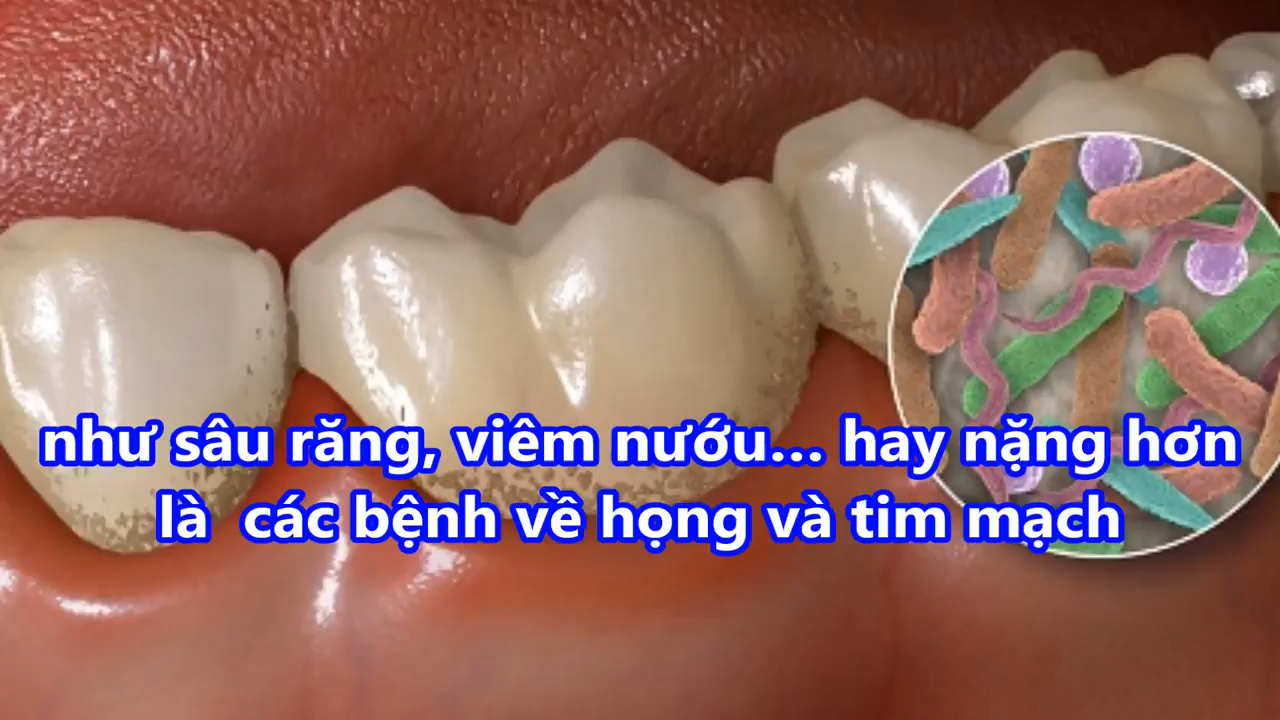 như sâu răng, viêm nướu... hay nặng hơn
là  các bệnh về họng và tim mạch